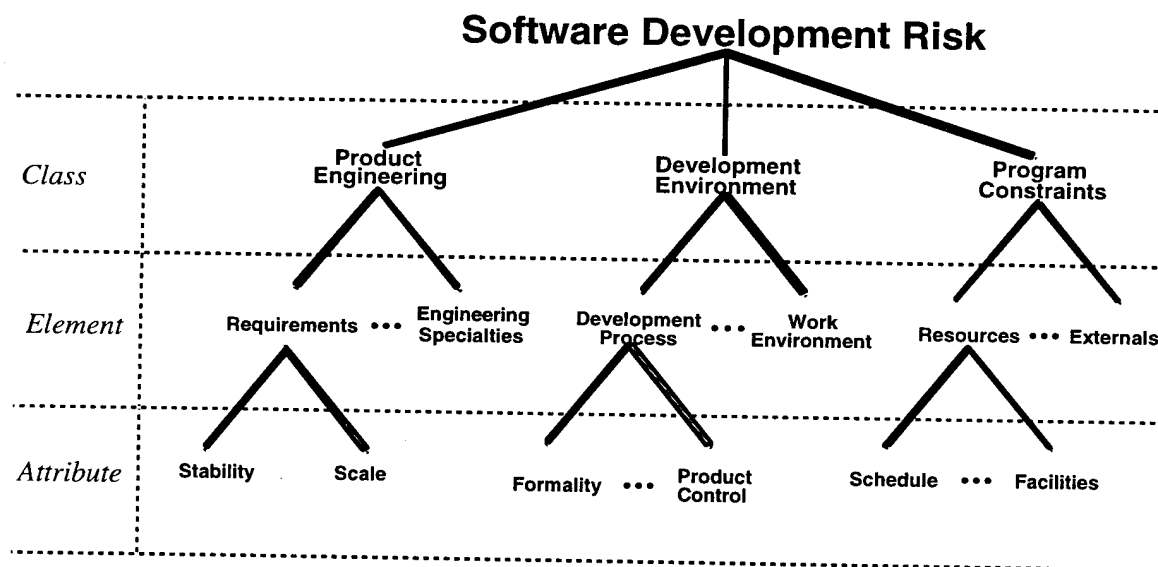 Software Development Risk
Class
Product
Engineering
Development
Environment
Program
Constraints
Element
Requirements ••• Engineering
Specialties
Development
Process
••• Work
Environment
Resources ••• Externals
Attribute
Stability
Scale
Formality ••• Product
Control
Schedule ••• Facilities